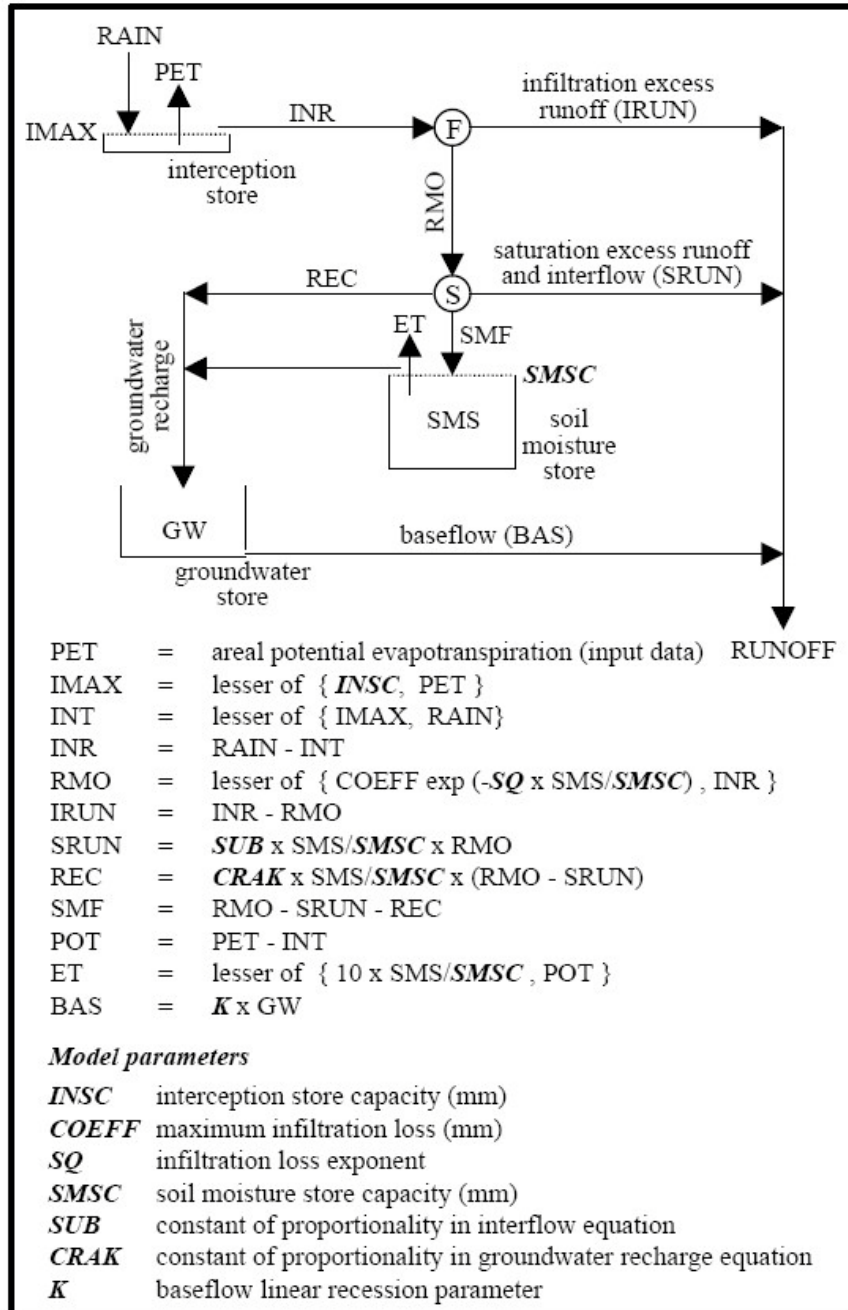 RAIN
PET
IMAX
interception
store
INR
F
infiltration excess
runoff (IRUN)
RMO
REC
S
saturation excess runoff
and interflow (SRUN)
ET
SMF
SMSC
groundwater
recharge
SMS
soil
moisture
store
GW
groundwater
store
baseflow (BAS)
RUNOFF
PET = areal potential evapotranspiration (input data)
IMAX = lesser of { INSC, PET }
INT = lesser of { IMAX, RAIN}
INR = RAIN - INT
RMO = lesser of { COEFF exp (-SQ x SMS/SMSC) , INR }
IRUN = INR - RMO
SRUN = SUB x SMS/SMSC x RMO
REC = CRAK x SMS/SMSC x (RMO - SRUN)
SMF = RMO - SRUN - REC
POT = PET - INT
ET = lesser of { 10 x SMS/SMSC , POT }
BAS = K x GW
Model parameters
INSC interception store capacity (mm)
COEFF maximum infiltration loss (mm)
SQ infiltration loss exponent
SMSC soil moisture store capacity (mm)
SUB constant of proportionality in interflow equation
CRAK constant of proportionality in groundwater recharge equation
K baseflow linear recession parameter